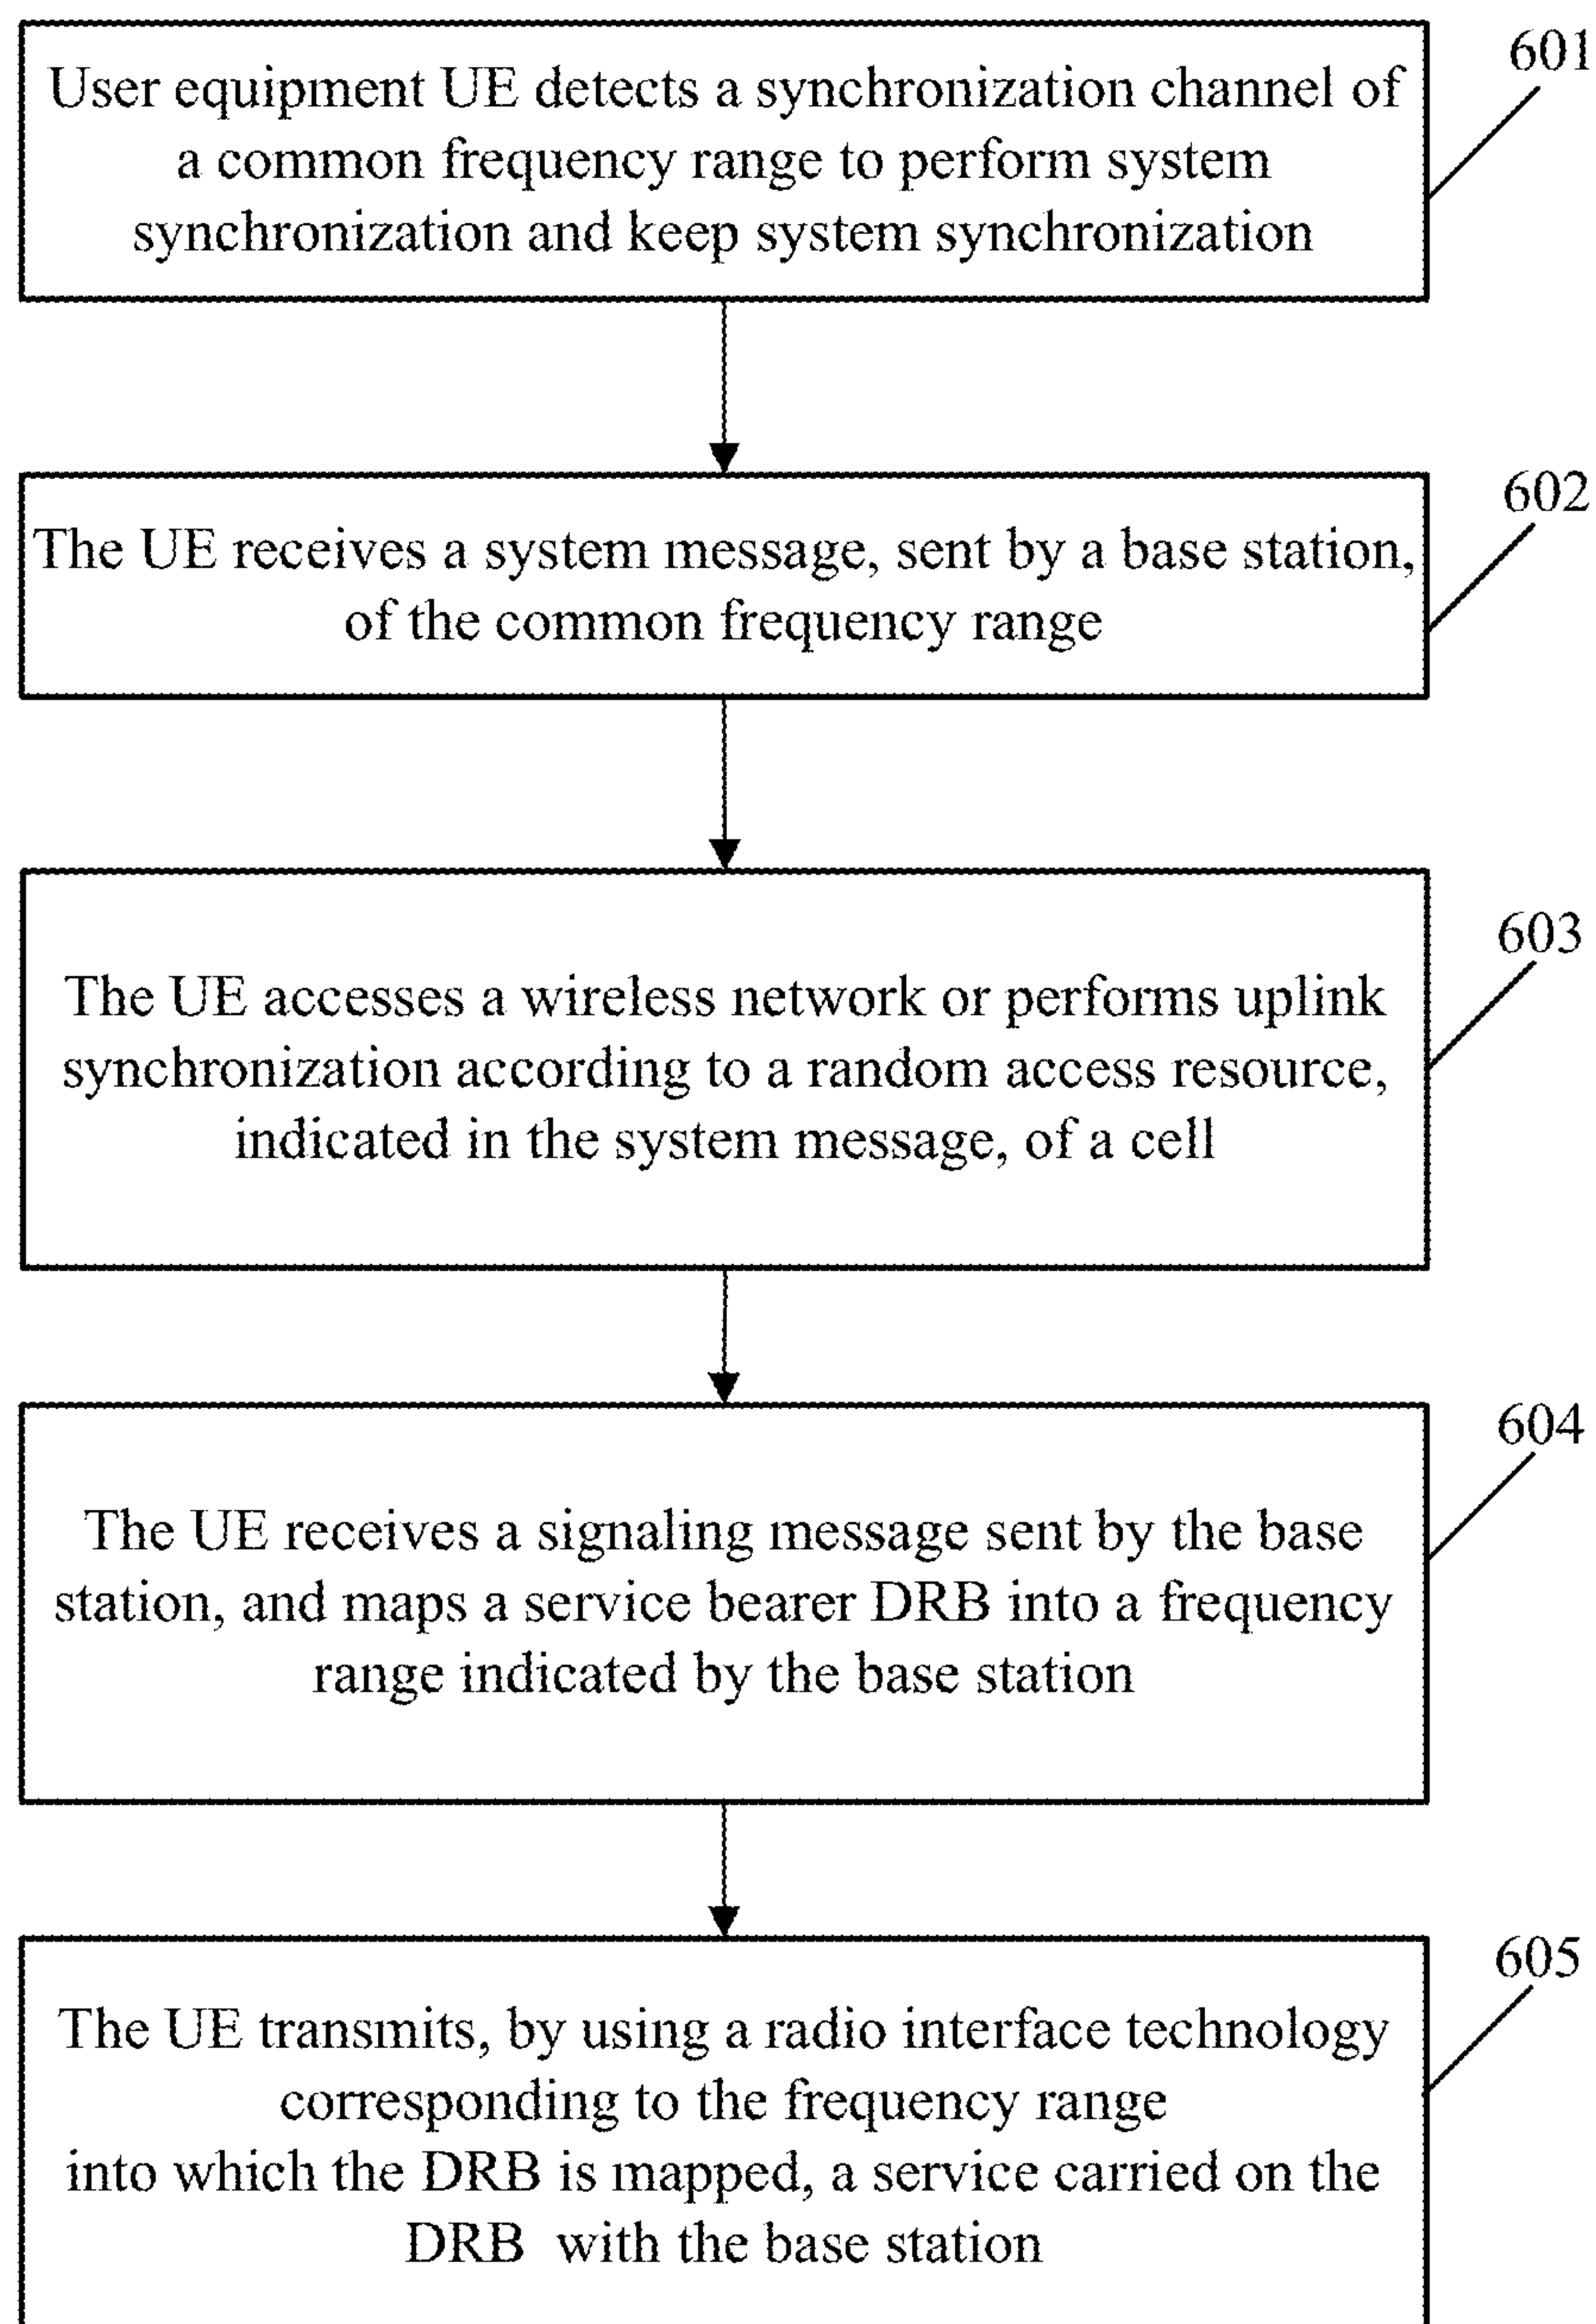 User equipment UE detects a synchronization channel of
a common frequency range to perform system
synchronization and keep system synchronization
601
The UE receives a system message, sent by a base station,
of the common frequency range
602
The UE accesses a wireless network or performs uplink
synchronization according to a random access resource,
indicated in the system message, of a cell
603
The UE receives a signaling message sent by the base
station, and maps a service bearer DRB into a frequency
range indicated by the base station
604
The UE transmits, by using a radio interface technology
corresponding to the frequency range
into which the DRB is mapped, a service carried on the
DRB with the base station
605